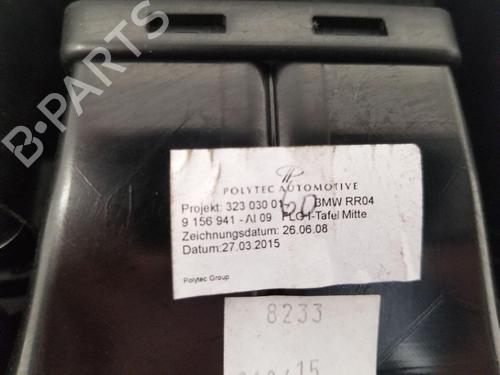 B-PARTS
POLYTEC AUTOMOTIVE
Projekt: 323 030 01 BMW RR04
9 156 941 - AI 09 I-Tafel Mitte
Zeichnungsdatum: 26.06.08
Datum:27.03.2015
Polytec Group
8233